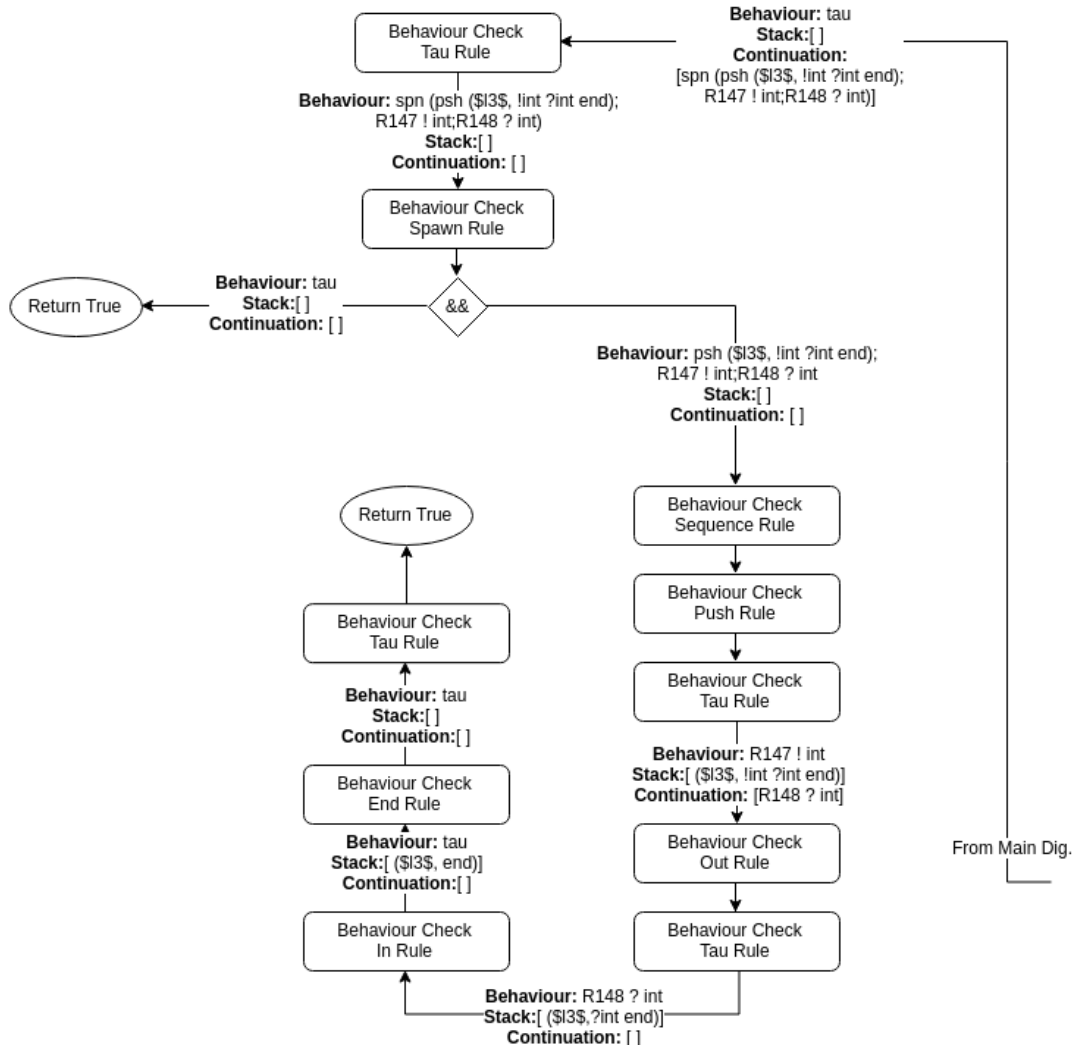 Behaviour: tau
Stack:[ ]
Continuation:
[spn (psh ($l3$, !int ?int end);
R147 ! int;R148 ? int)]
Behaviour Check
Tau Rule
Behaviour: spn (psh ($l3$, !int ?int end);
R147 ! int;R148 ? int)
Stack:[ ]
Continuation: [ ]
Behaviour Check
Spawn Rule
&&
Behaviour: tau
Stack:[ ]
Continuation: [ ]
Return True
Behaviour: psh ($l3$, !int ?int end);
R147 ! int;R148 ? int
Stack:[ ]
Continuation: [ ]
Behaviour Check
Sequence Rule
Behaviour Check
Push Rule
Behaviour Check
Tau Rule
Behaviour: R147 ! int
Stack:[ ($l3$, !int ?int end)]
Continuation: [R148 ? int]
Behaviour Check
Out Rule
Behaviour Check
Tau Rule
Behaviour: R148 ? int
Stack:[ ($l3$,?int end)]
Continuation: [ ]
Behaviour Check
In Rule
Behaviour: tau
Stack:[ ($l3$, end)]
Continuation:[ ]
Behaviour Check
End Rule
Behaviour: tau
Stack:[ ]
Continuation:[ ]
Behaviour Check
Tau Rule
Return True
From Main Dig.